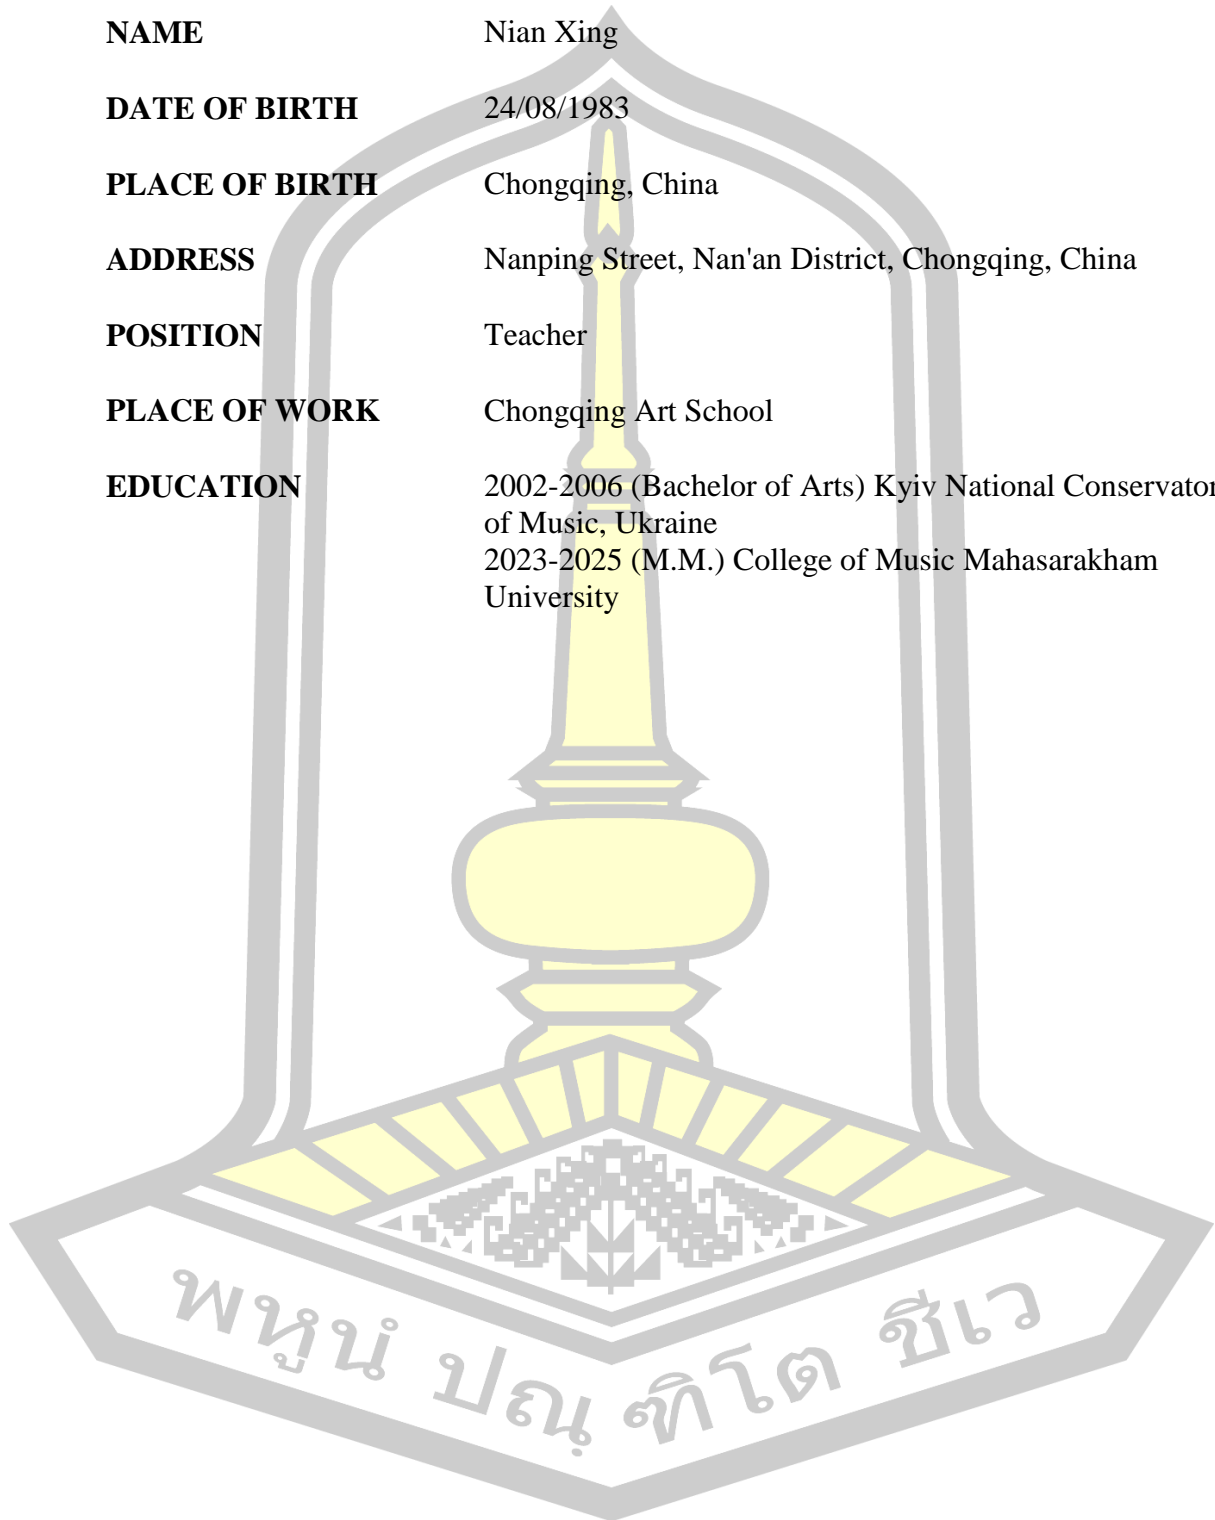 NAME Nian Xing
DATE OF BIRTH 24/08/1983
PLACE OF BIRTH Chongqing, China
ADDRESS Nanping Street, Nan'an District, Chongqing, China
POSITION Teacher
PLACE OF WORK Chongqing Art School
EDUCATION 2002-2006 (Bachelor of Arts) Kyiv National Conservator
of Music, Ukraine
2023-2025 (M.M.) College of Music Mahasarakham
University
พหูนํ ปณฺฑิโต ชีเว